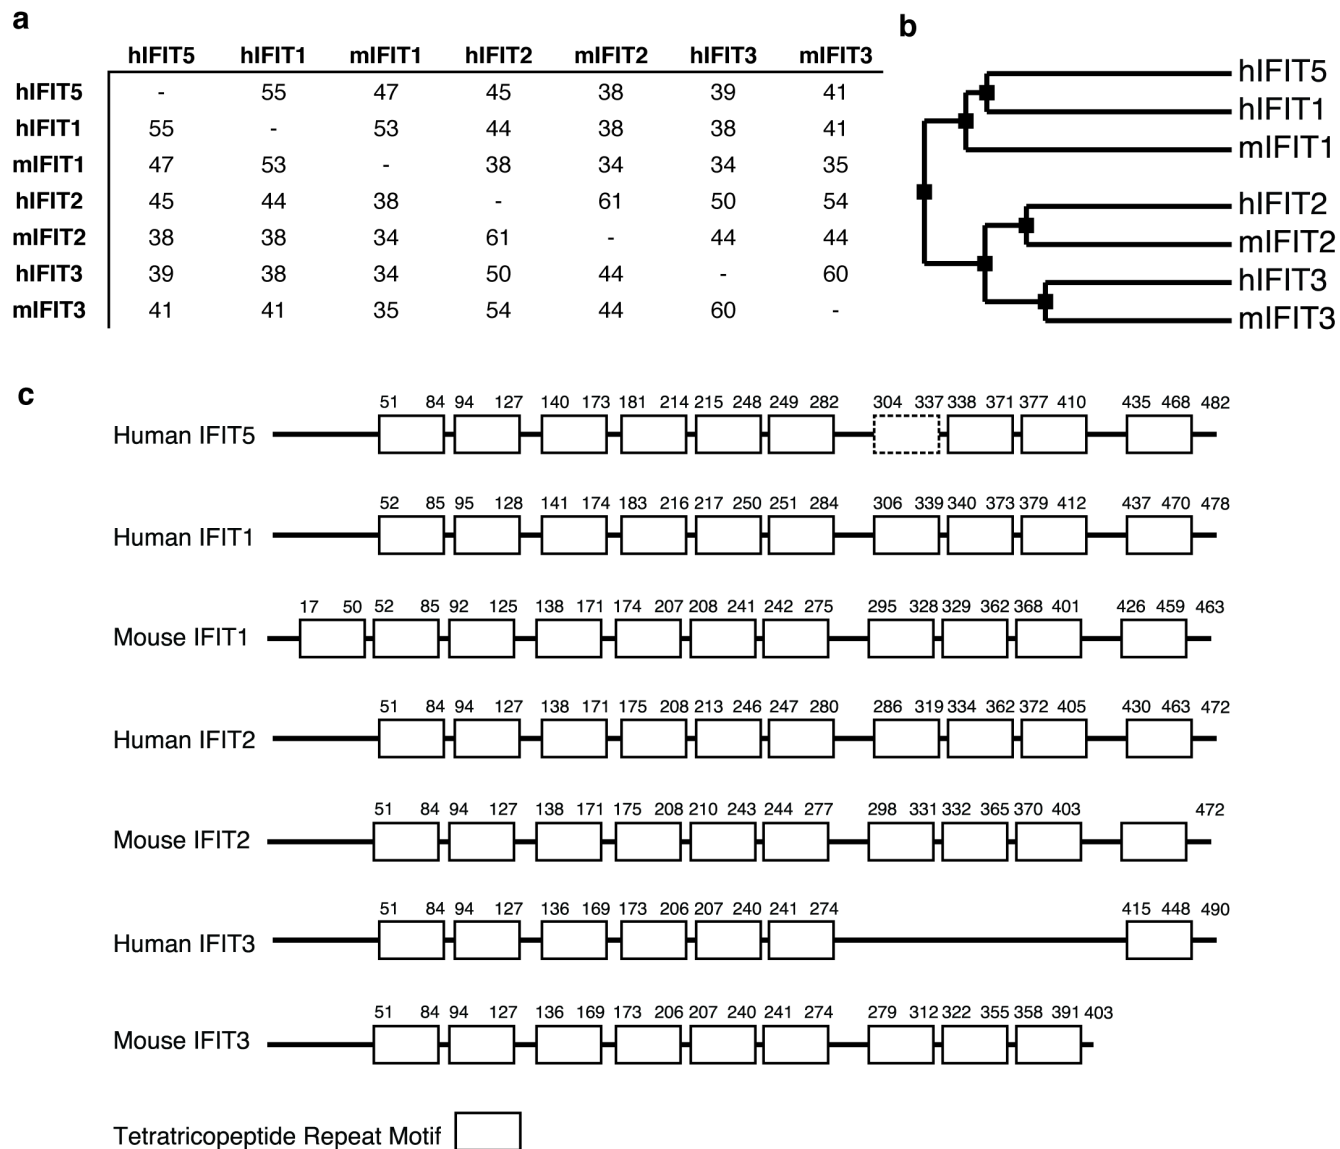 a
hIFIT5 hIFIT1 mIFIT1 hIFIT2 mIFIT2 hIFIT3 mIFIT3
hIFIT5 - 55 47 45 38 39 41
hIFIT1 55 - 53 44 38 38 41
mIFIT1 47 53 - 38 34 34 35
hIFIT2 45 44 38 - 61 50 54
mIFIT2 38 38 34 61 - 44 44
hIFIT3 39 38 34 50 44 - 60
mIFIT3 41 41 35 54 44 60 -
b
hIFIT5
hIFIT1
mIFIT1
hIFIT2
mIFIT2
hIFIT3
mIFIT3
c
51 84 94 127 140 173 181 214 215 248 249 282 304 337 338 371 377 410 435 468 482
Human IFIT5
52 85 95 128 141 174 183 216 217 250 251 284 306 339 340 373 379 412 437 470 478
Human IFIT1
17 50 52 85 92 125 138 171 174 207 208 241 242 275 295 328 329 362 368 401 426 459 463
Mouse IFIT1
51 84 94 127 138 171 175 208 213 246 247 280 286 319 334 362 372 405 430 463 472
Human IFIT2
51 84 94 127 138 171 175 208 210 243 244 277 298 331 332 365 370 403 472
Mouse IFIT2
51 84 94 127 136 169 173 206 207 240 241 274 415 448 490
Human IFIT3
51 84 94 127 136 169 173 206 207 240 241 274 279 312 322 355 358 391 403
Mouse IFIT3
Tetratricopeptide Repeat Motif